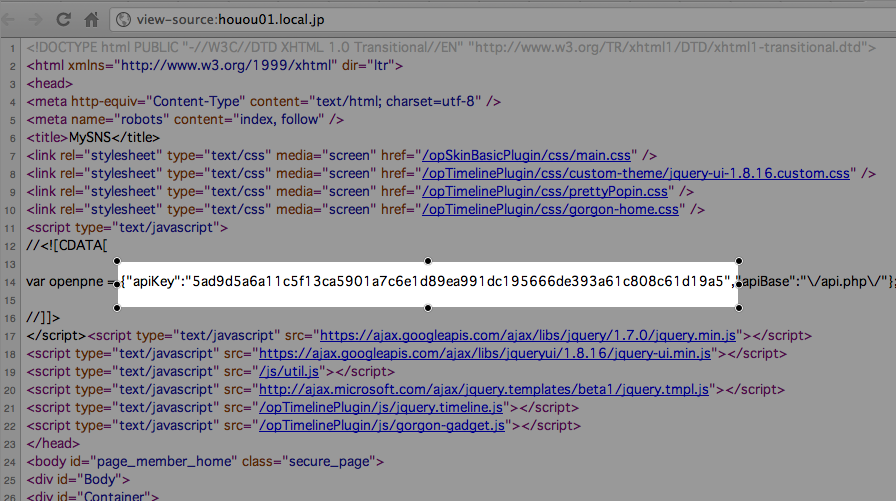 view-source:houou01.local.jp
1 <!DOCTYPE html PUBLIC "-//W3C//DTD XHTML 1.0 Transitional//EN" "http://www.w3.org/TR/xhtml1/DTD/xhtml1-transitional.dtd">
2 <html xmlns="http://www.w3.org/1999/xhtml" dir="ltr">
3 <head>
4 <meta http-equiv="Content-Type" content="text/html; charset=utf-8" />
5 <meta name="robots" content="index, follow" />
6 <title>MySNS</title>
7 <link rel="stylesheet" type="text/css" media="screen" href="/opSkinBasicPlugin/css/main.css" />
8 <link rel="stylesheet" type="text/css" media="screen" href="/opTimelinePlugin/css/custom-theme/jquery-ui-1.8.16.custom.css" />
9 <link rel="stylesheet" type="text/css" media="screen" href="/opTimelinePlugin/css/prettyPopin.css" />
10 <link rel="stylesheet" type="text/css" media="screen" href="/opTimelinePlugin/css/gorgon-home.css" />
11 <script type="text/javascript">
12 //<![CDATA[
13
14 var openpne = {"apiKey":"5ad9d5a6a11c5f13ca5901a7c6e1d89ea991dc195666de393a61c808c61d19a5","apiBase":"\/api.php\/"};
15
16 //]]>
17 </script><script type="text/javascript" src="https://ajax.googleapis.com/ajax/libs/jquery/1.7.0/jquery.min.js"></script>
18 <script type="text/javascript" src="https://ajax.googleapis.com/ajax/libs/jqueryui/1.8.16/jquery-ui.min.js"></script>
19 <script type="text/javascript" src="/js/util.js"></script>
20 <script type="text/javascript" src="http://ajax.microsoft.com/ajax/jquery.templates/beta1/jquery.tmpl.js"></script>
21 <script type="text/javascript" src="/opTimelinePlugin/js/jquery.timeline.js"></script>
22 <script type="text/javascript" src="/opTimelinePlugin/js/gorgon-gadget.js"></script>
23 </head>
24 <body id="page_member_home" class="secure_page">
25 <div id="Body">
26 <div id="Container">